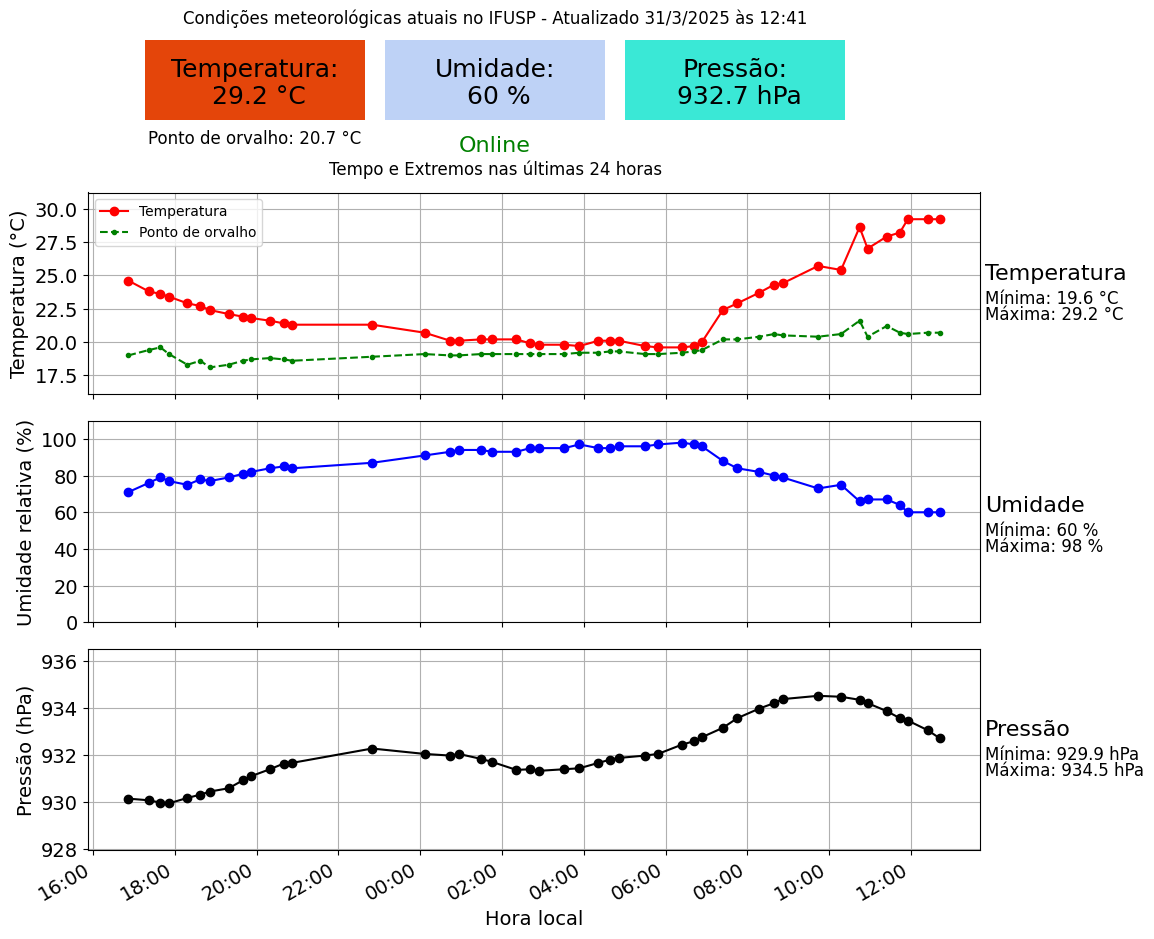 Condições meteorológicas atuais no IFUSP - Atualizado 31/3/2025 às 12:41
Temperatura:
29.2 °C
Umidade:
60 %
Pressão:
932.7 hPa
Ponto de orvalho: 20.7 °C
Online
Tempo e Extremos nas últimas 24 horas
Temperatura (°C)
30.0
27.5
25.0
22.5
20.0
17.5
Temperatura
Ponto de orvalho
Temperatura
Mínima: 19.6 °C
Máxima: 29.2 °C
Umidade relativa (%)
100
80
60
40
20
0
Umidade
Mínima: 60 %
Máxima: 98 %
Pressão (hPa)
936
934
932
930
928
Pressão
Mínima: 929.9 hPa
Máxima: 934.5 hPa
16:00
18:00
20:00
22:00
00:00
02:00
04:00
06:00
08:00
10:00
12:00
Hora local